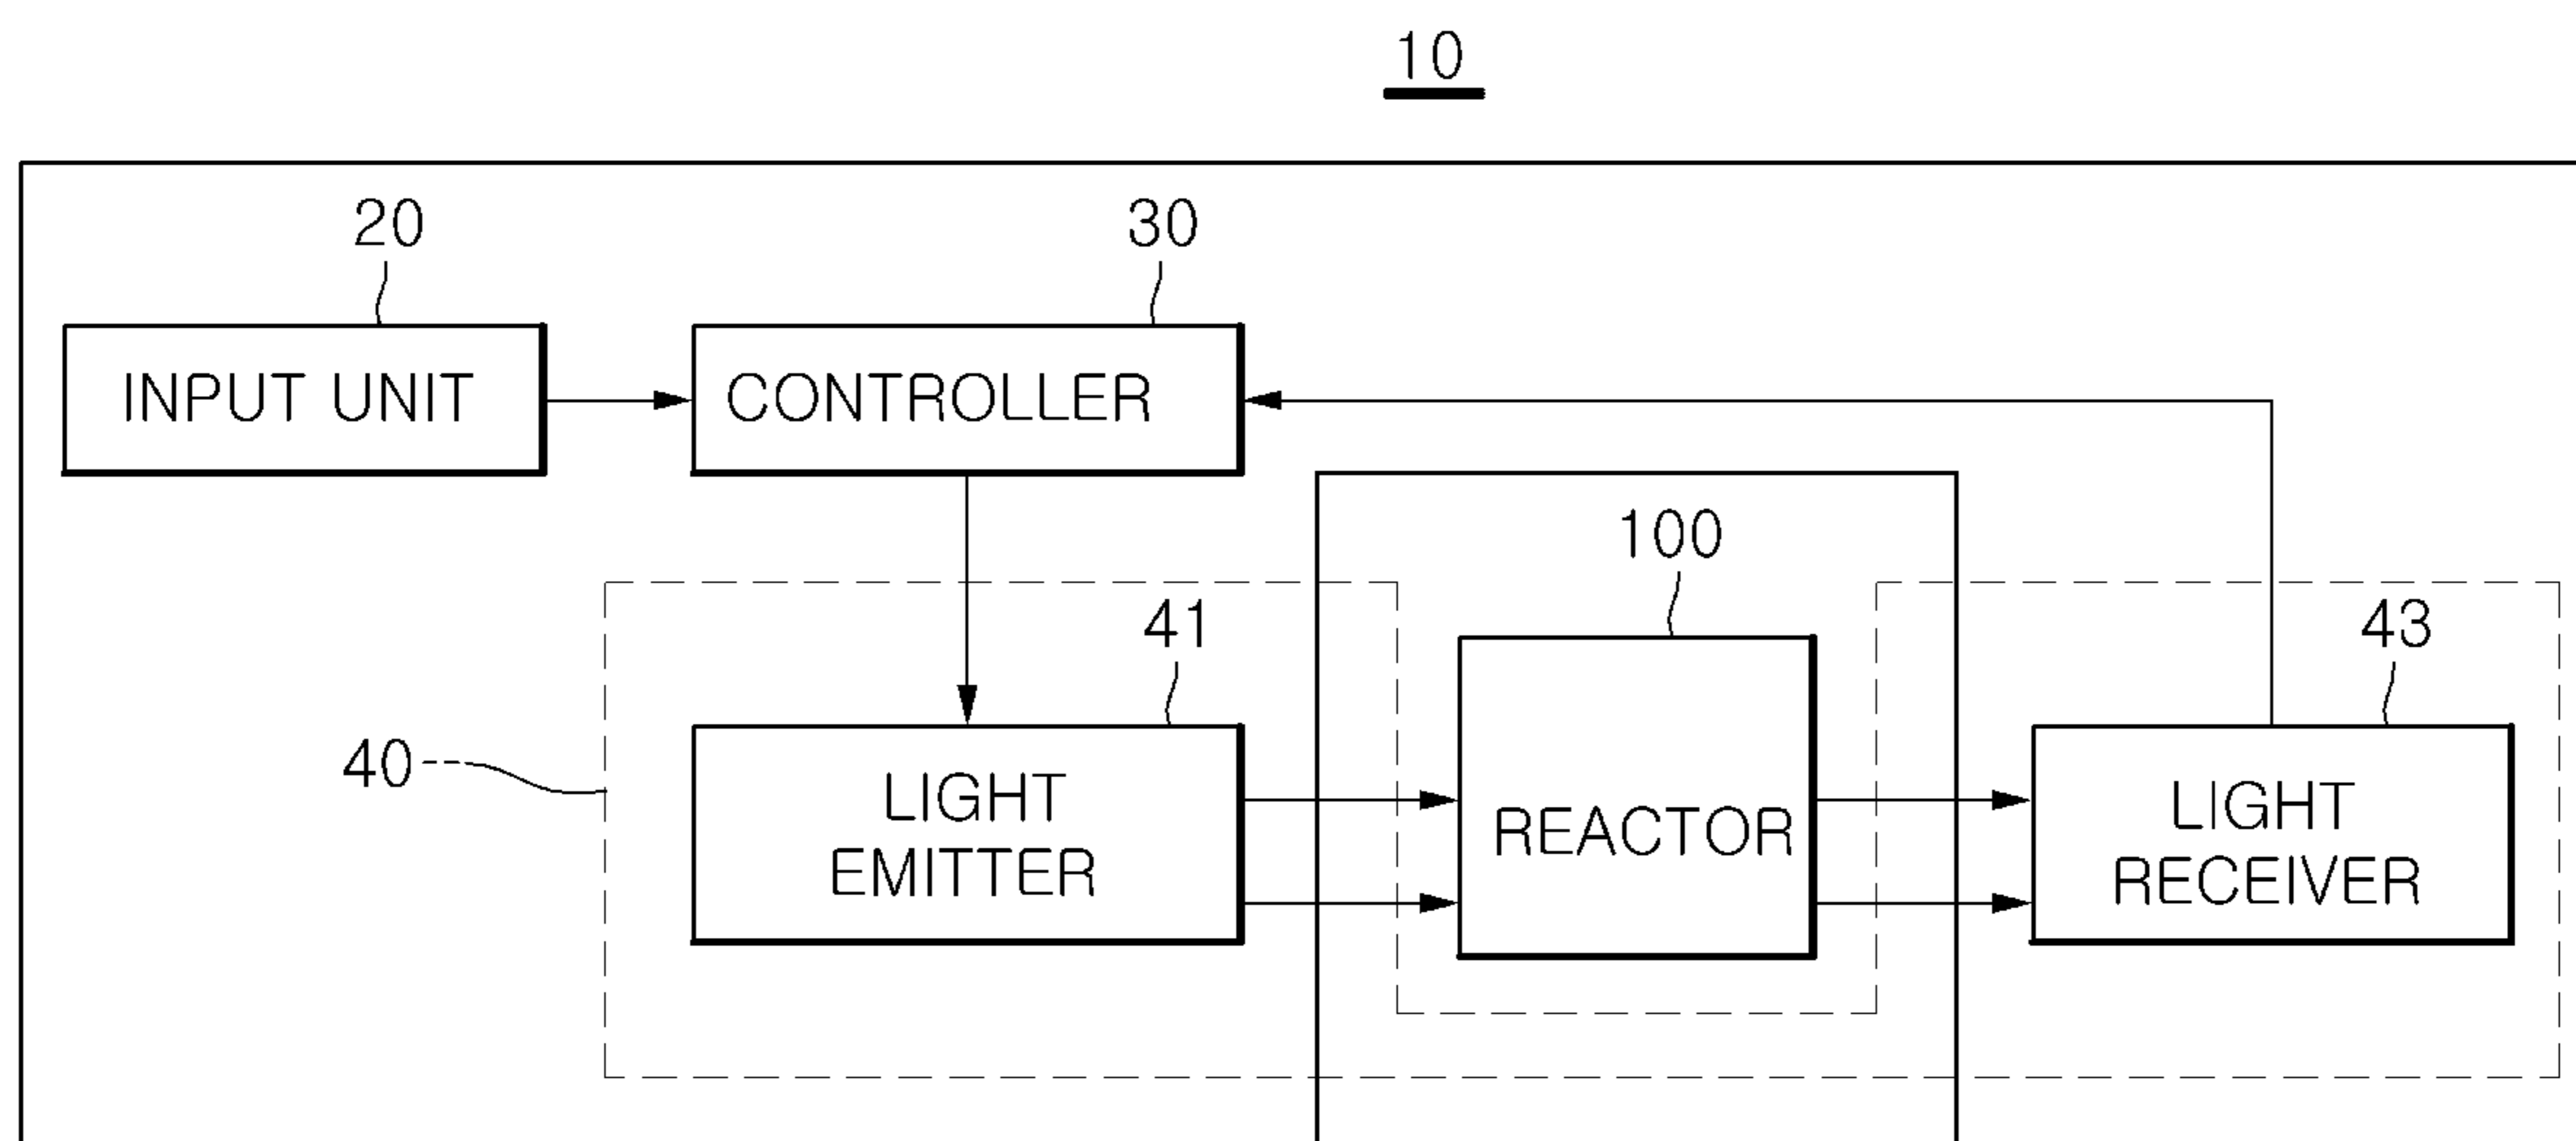 10
20
30
INPUT UNIT
CONTROLLER
100
41
43
40
LIGHT
EMITTER
REACTOR
LIGHT
RECEIVER